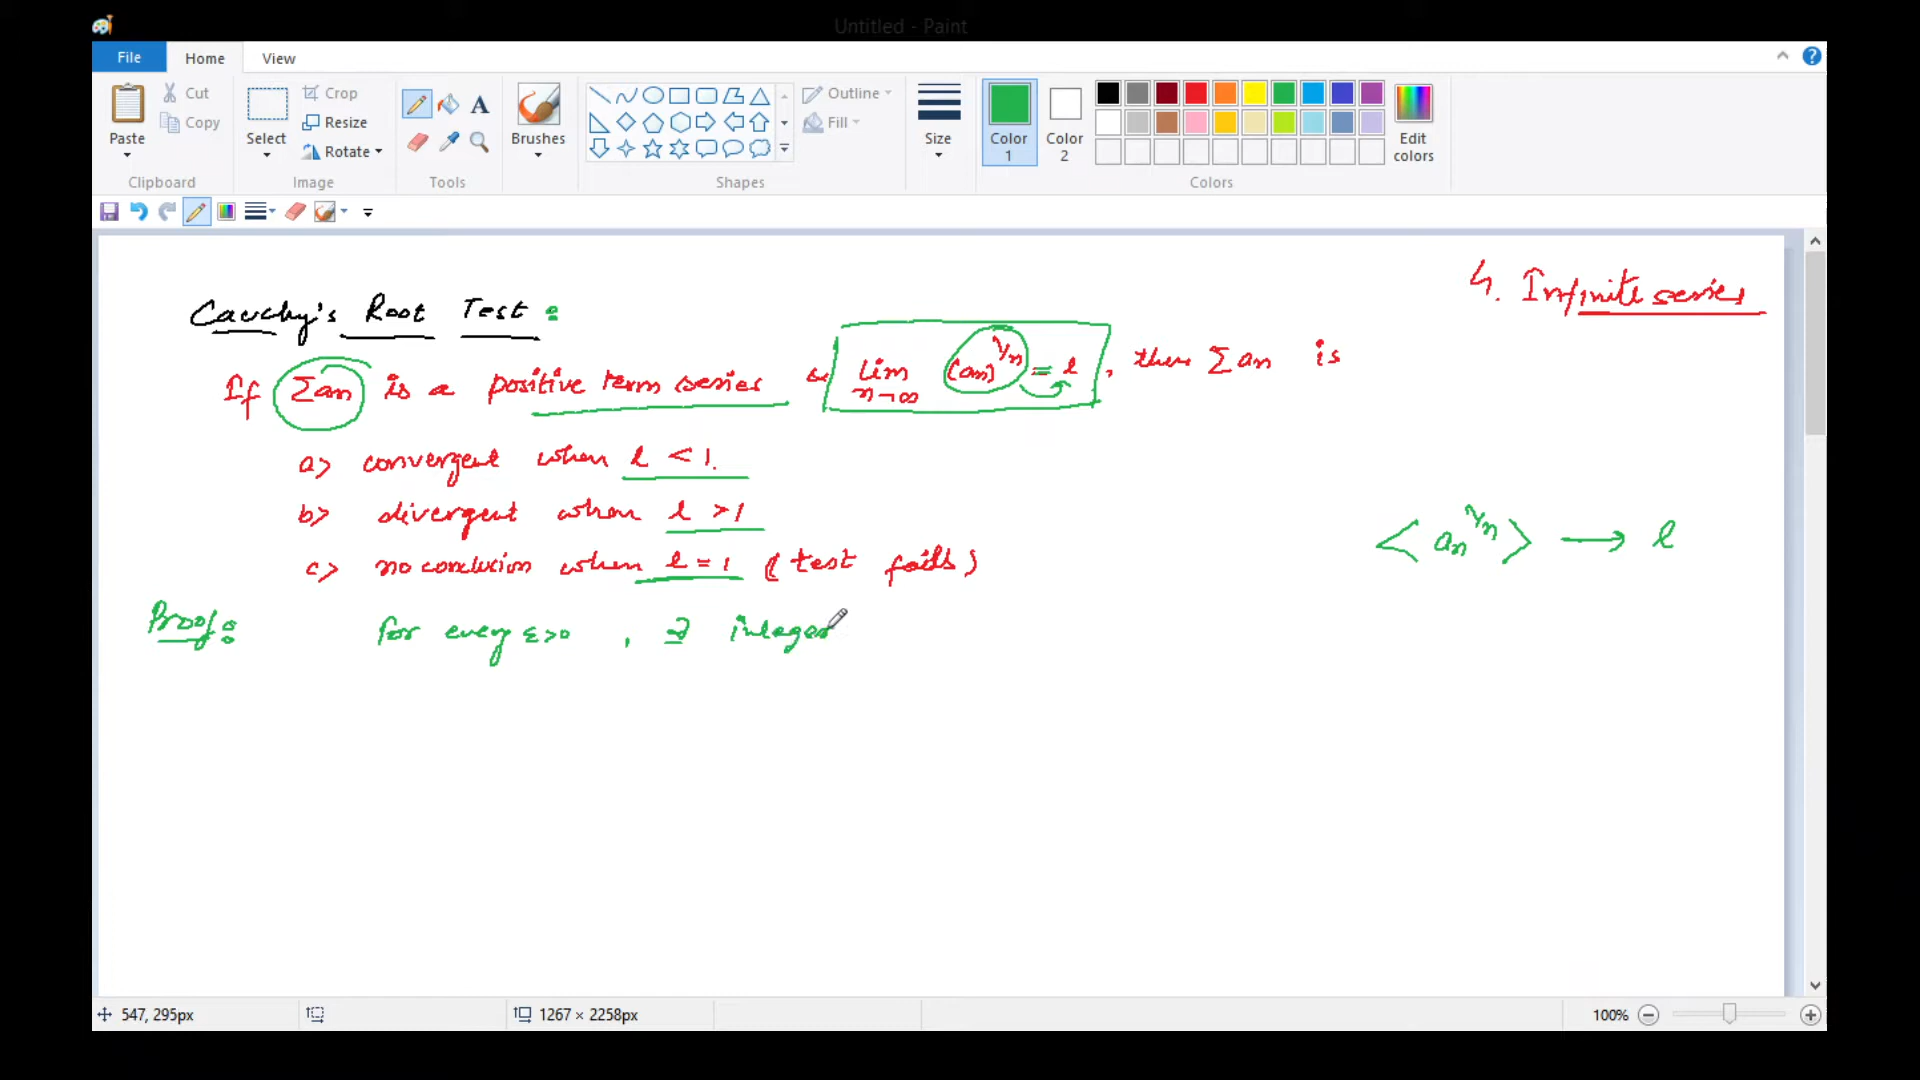 Untitled - Paint
File Home View
Paste Cut Copy Clipboard
Select Crop Resize Rotate Image
Tools
Brushes
Outline Fill Shapes
Size
Color 1 Color 2 Edit colors Colors
4. Infinite series
Cauchy's Root Test :
If Σan is a positive term series & lim n→∞ (an)^1/n = l, then Σan is
a) convergent when l < 1.
b) divergent when l > 1
c) no conclusion when l = 1 (test fails)
<an^1/n> → l
Proof: for every ε>0, ∃ integer
547, 295px 1267 × 2258px 100%